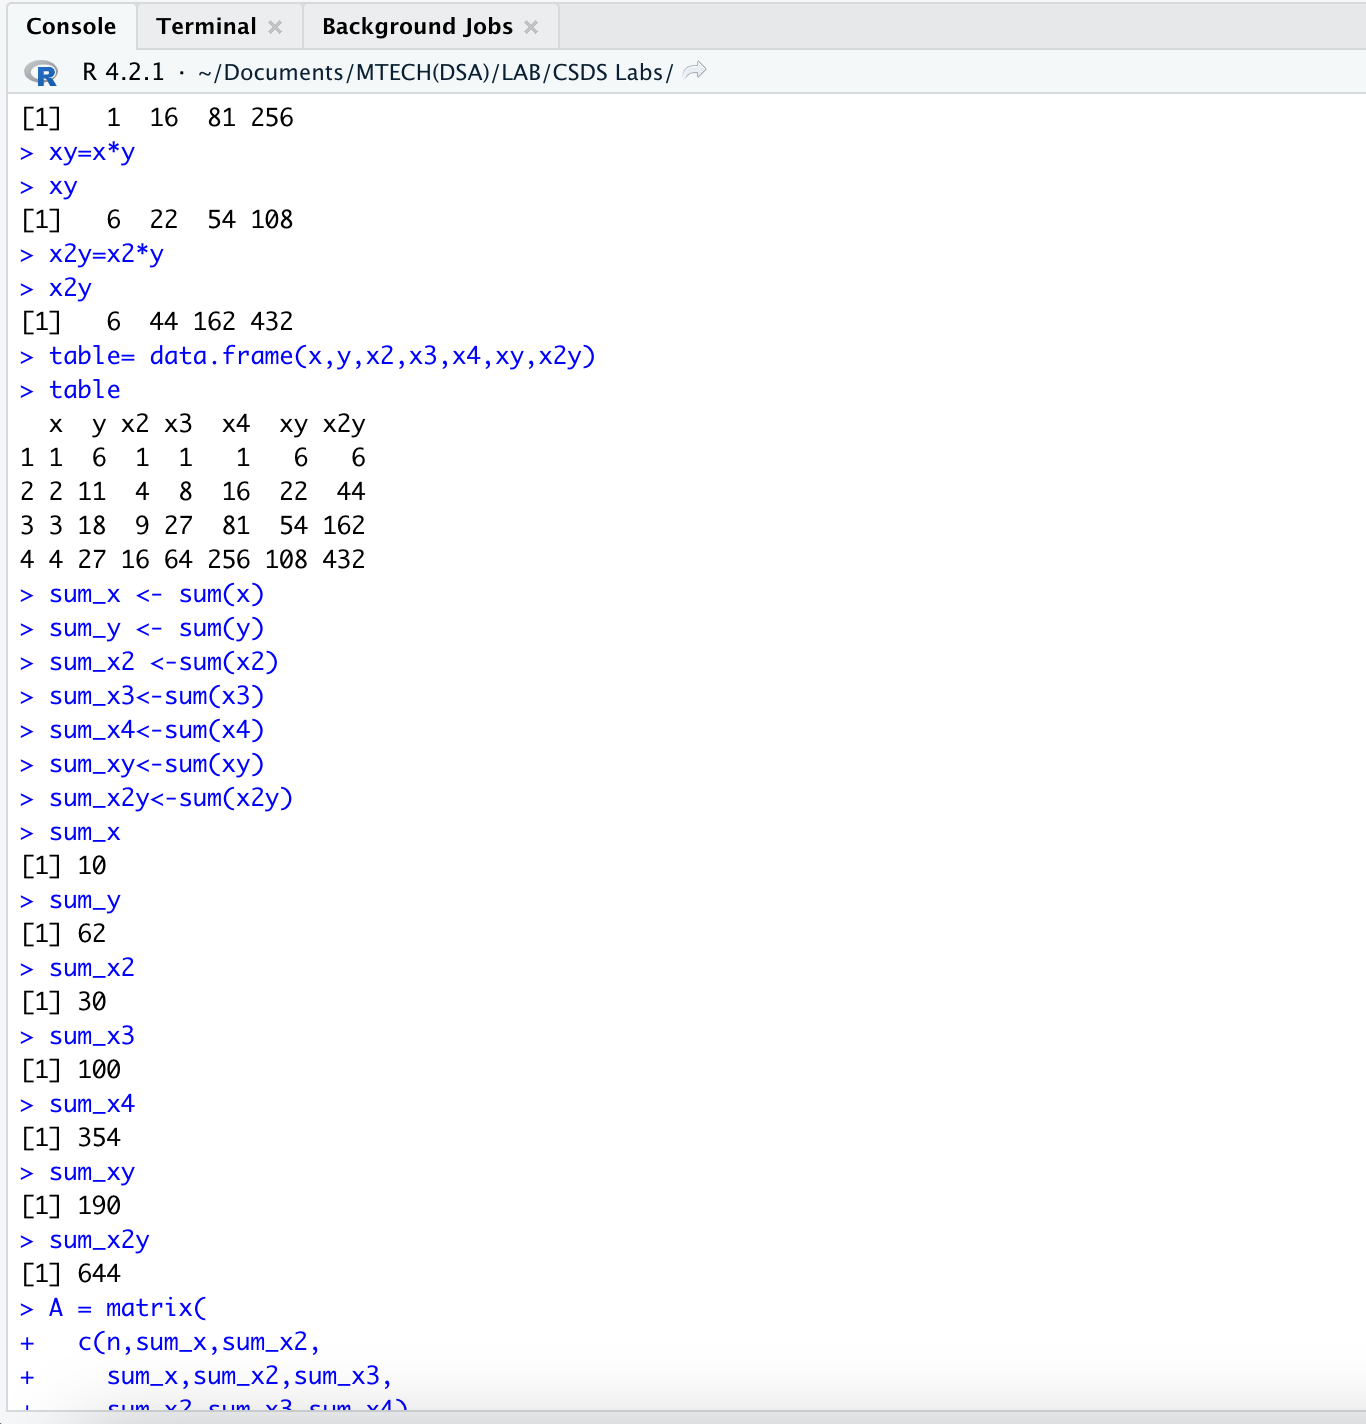 Console Terminal × Background Jobs ×
R R 4.2.1 · ~/Documents/MTECH(DSA)/LAB/CSDS Labs/
[1]   1  16  81 256
> xy=x*y
> xy
[1]   6  22  54 108
> x2y=x2*y
> x2y
[1]   6  44 162 432
> table= data.frame(x,y,x2,x3,x4,xy,x2y)
> table
  x  y x2 x3  x4  xy x2y
1 1  6  1  1   1   6   6
2 2 11  4  8  16  22  44
3 3 18  9 27  81  54 162
4 4 27 16 64 256 108 432
> sum_x <- sum(x)
> sum_y <- sum(y)
> sum_x2 <-sum(x2)
> sum_x3<-sum(x3)
> sum_x4<-sum(x4)
> sum_xy<-sum(xy)
> sum_x2y<-sum(x2y)
> sum_x
[1] 10
> sum_y
[1] 62
> sum_x2
[1] 30
> sum_x3
[1] 100
> sum_x4
[1] 354
> sum_xy
[1] 190
> sum_x2y
[1] 644
> A = matrix(
+   c(n,sum_x,sum_x2,
+     sum_x,sum_x2,sum_x3,
+     sum_x2,sum_x3,sum_x4)